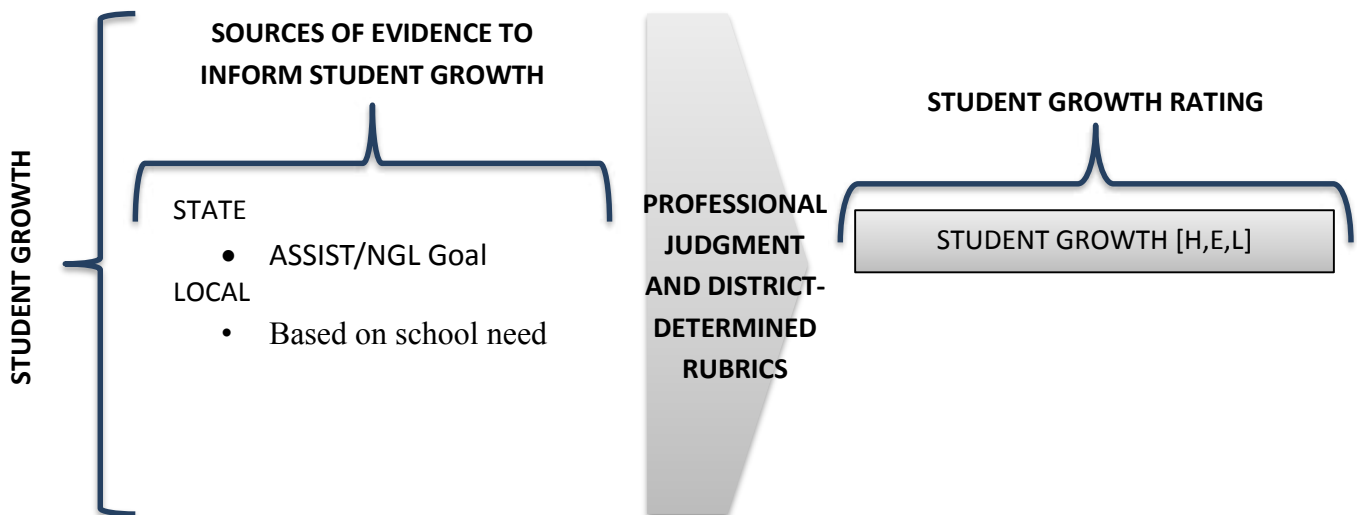 STUDENT GROWTH
SOURCES OF EVIDENCE TO
INFORM STUDENT GROWTH
STATE
• ASSIST/NGL Goal
LOCAL
• Based on school need
PROFESSIONAL
JUDGMENT
AND DISTRICT-
DETERMINED
RUBRICS
STUDENT GROWTH RATING
STUDENT GROWTH [H,E,L]